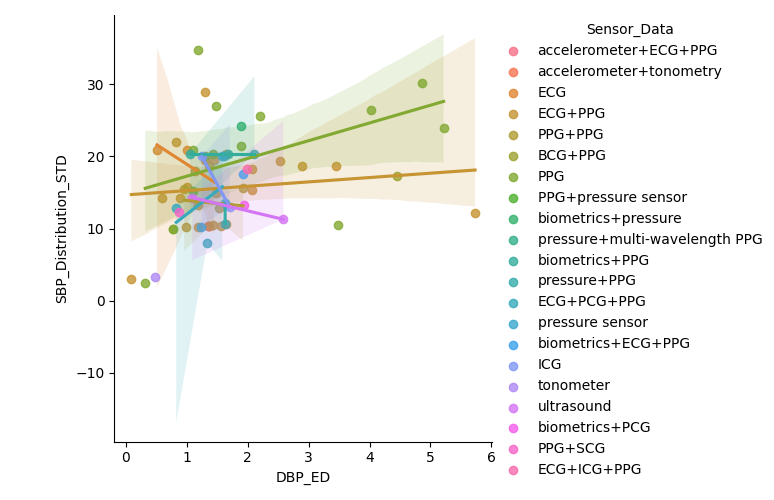 Sensor_Data
accelerometer+ECG+PPG
accelerometer+tonometry
ECG
ECG+PPG
PPG+PPG
BCG+PPG
PPG
PPG+pressure sensor
biometrics+pressure
pressure+multi-wavelength PPG
biometrics+PPG
pressure+PPG
ECG+PCG+PPG
pressure sensor
biometrics+ECG+PPG
ICG
tonometer
ultrasound
biometrics+PCG
PPG+SCG
ECG+ICG+PPG
SBP_Distribution_STD
30
20
10
0
−10
0 1 2 3 4 5 6
DBP_ED